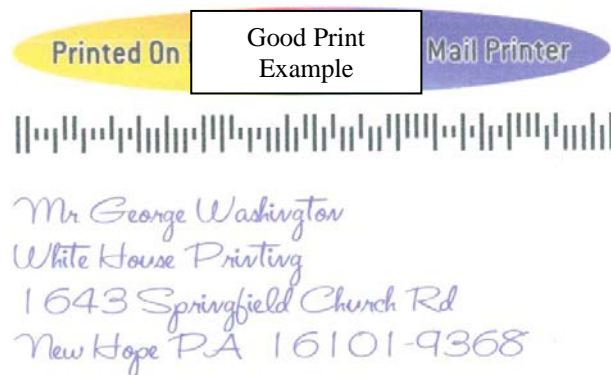 Printed On
Good Print
Example
Mail Printer
Mr George Washington
White House Printing
1643 Springfield Church Rd
New Hope PA 16101-9368